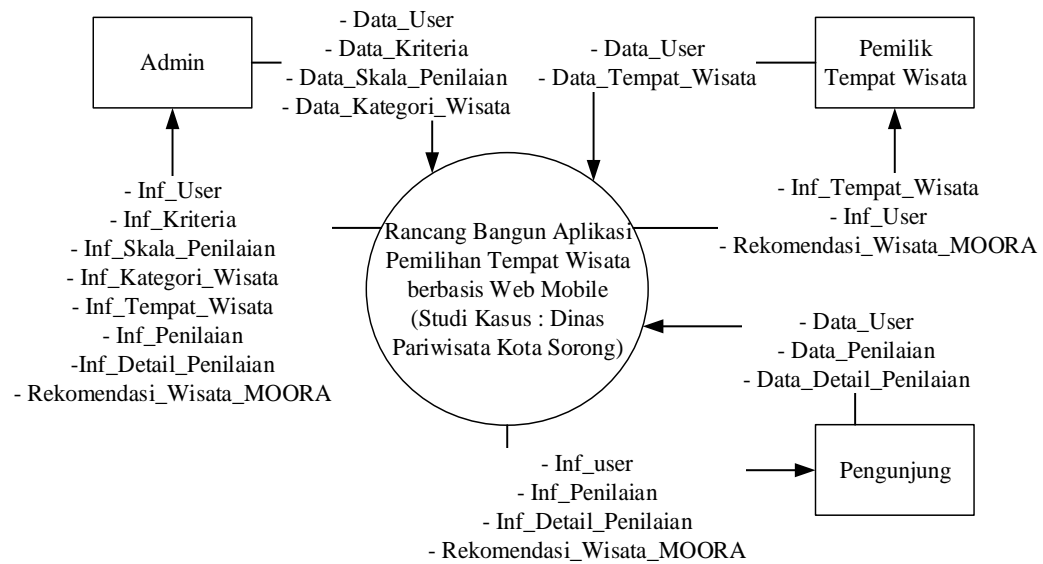 Admin
- Data_User
- Data_Kriteria
- Data_Skala_Penilaian
- Data_Kategori_Wisata
- Data_User
- Data_Tempat_Wisata
Pemilik
Tempat Wisata
- Inf_User
- Inf_Kriteria
- Inf_Skala_Penilaian
- Inf_Kategori_Wisata
- Inf_Tempat_Wisata
- Inf_Penilaian
-Inf_Detail_Penilaian
- Rekomendasi_Wisata_MOORA
Rancang Bangun Aplikasi
Pemilihan Tempat Wisata
berbasis Web Mobile
(Studi Kasus : Dinas
Pariwisata Kota Sorong)
- Inf_Tempat_Wisata
- Inf_User
- Rekomendasi_Wisata_MOORA
- Data_User
- Data_Penilaian
- Data_Detail_Penilaian
- Inf_user
- Inf_Penilaian
- Inf_Detail_Penilaian
- Rekomendasi_Wisata_MOORA
Pengunjung